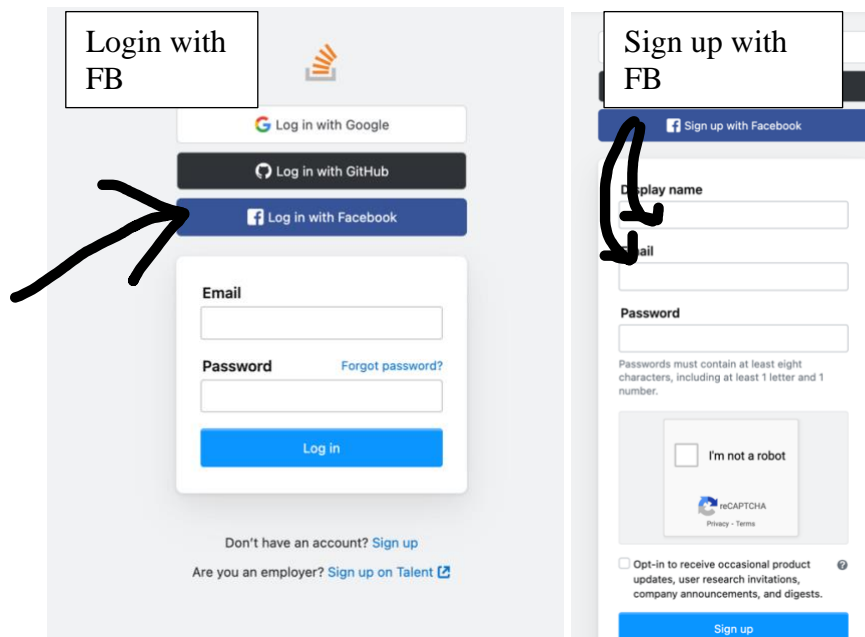 Login with
FB
Log in with Google
Log in with GitHub
Log in with Facebook
Email
Password
Forgot password?
Log in
Don't have an account? Sign up
Are you an employer? Sign up on Talent
Sign up with
FB
Sign up with Facebook
Display name
Email
Password
Passwords must contain at least eight
characters, including at least 1 letter and 1
number.
I'm not a robot
reCAPTCHA
Privacy - Terms
Opt-in to receive occasional product
updates, user research invitations,
company announcements, and digests.
Sign up